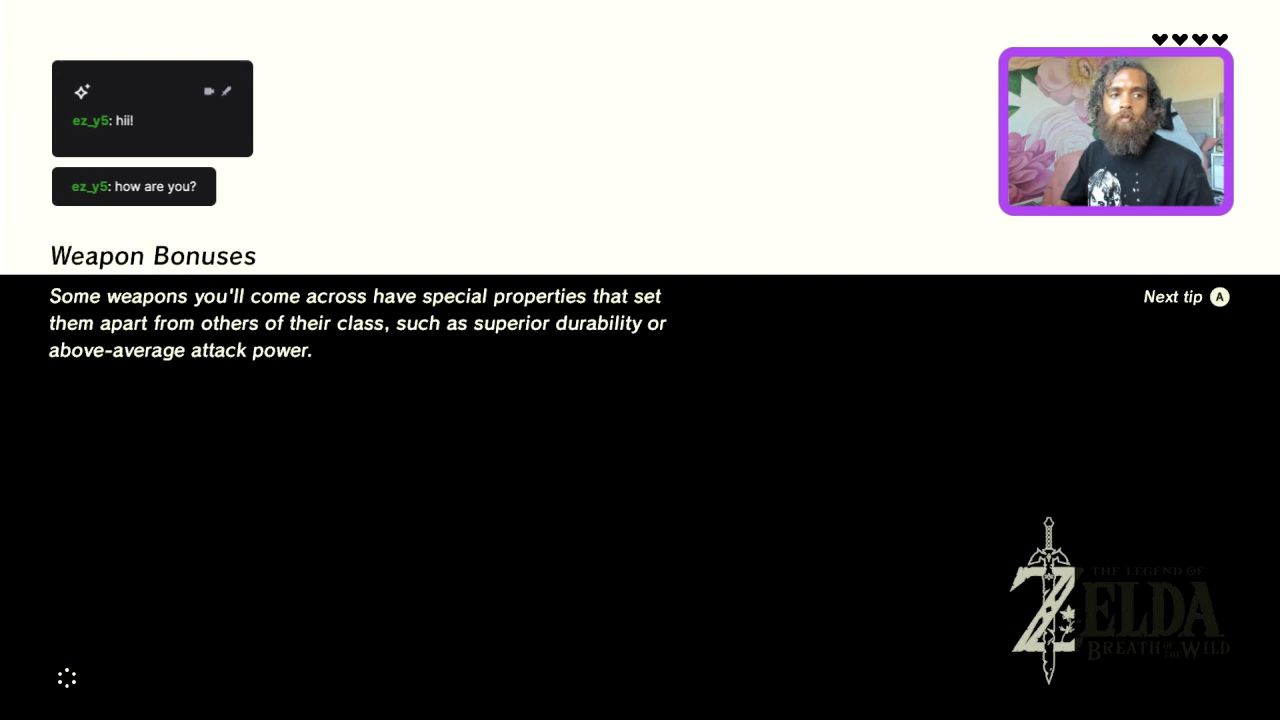 ez_y5: hii!
ez_y5: how are you?
Weapon Bonuses
Some weapons you'll come across have special properties that set
them apart from others of their class, such as superior durability or
above-average attack power.
Next tip A
THE LEGEND OF
ZELDA
BREATH OF THE WILD